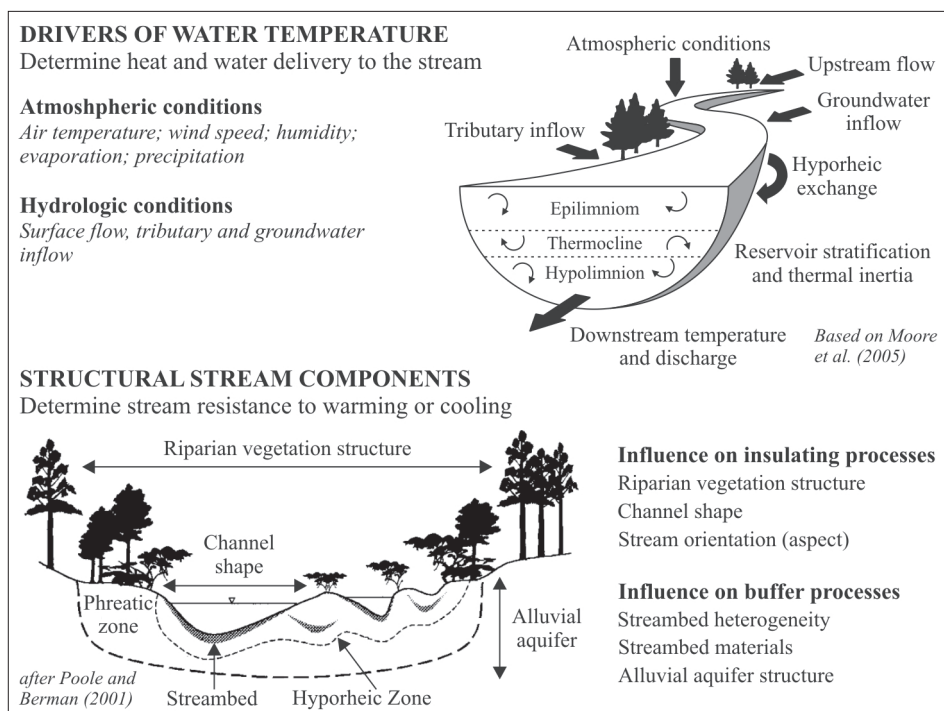 DRIVERS OF WATER TEMPERATURE
Determine heat and water delivery to the stream
Atmoshpheric conditions
Air temperature; wind speed; humidity;
evaporation; precipitation
Hydrologic conditions
Surface flow, tributary and groundwater
inflow
Atmospheric conditions
Upstream flow
Groundwater
inflow
Tributary inflow
Hyporheic
exchange
Epilimniom
Thermocline
Hypolimnion
Reservoir stratification
and thermal inertia
Downstream temperature
and discharge
Based on Moore
et al. (2005)
STRUCTURAL STREAM COMPONENTS
Determine stream resistance to warming or cooling
Riparian vegetation structure
Channel
shape
Phreatic
zone
Alluvial
aquifer
after Poole and
Berman (2001)
Streambed
Hyporheic Zone
Influence on insulating processes
Riparian vegetation structure
Channel shape
Stream orientation (aspect)
Influence on buffer processes
Streambed heterogeneity
Streambed materials
Alluvial aquifer structure